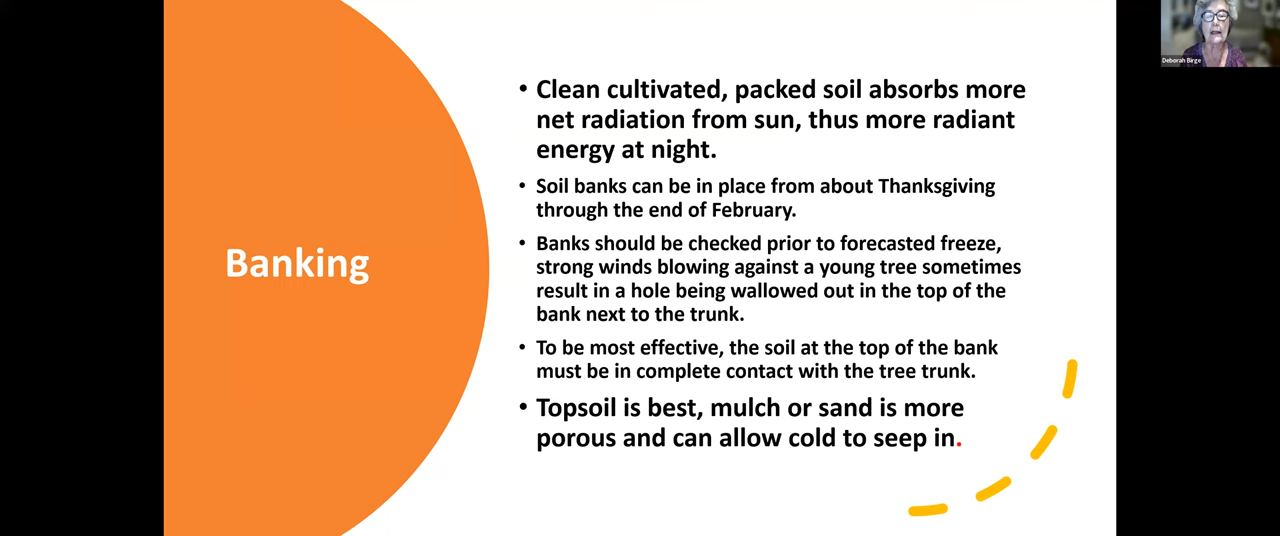 Banking
• Clean cultivated, packed soil absorbs more
net radiation from sun, thus more radiant
energy at night.
• Soil banks can be in place from about Thanksgiving
through the end of February.
• Banks should be checked prior to forecasted freeze,
strong winds blowing against a young tree sometimes
result in a hole being wallowed out in the top of the
bank next to the trunk.
• To be most effective, the soil at the top of the bank
must be in complete contact with the tree trunk.
• Topsoil is best, mulch or sand is more
porous and can allow cold to seep in.
Deborah Birge